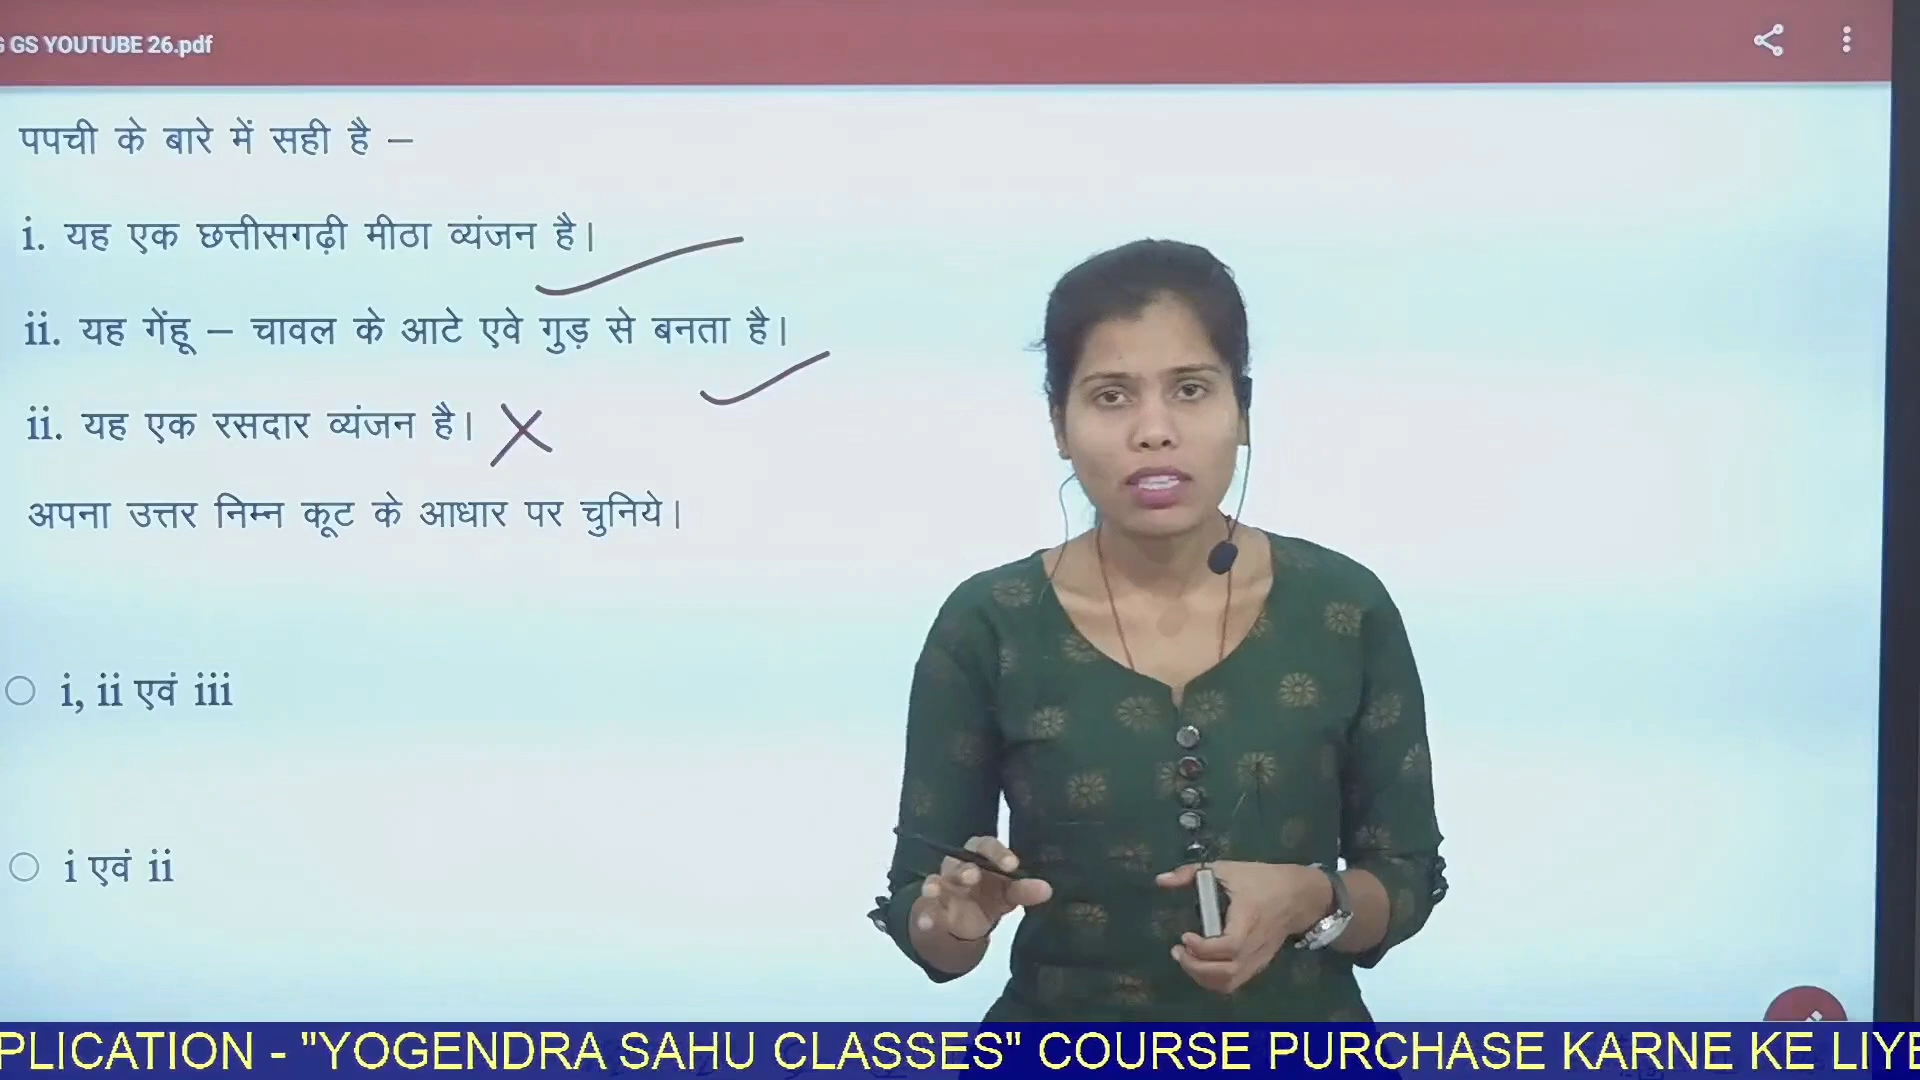 GS YOUTUBE 26.pdf
पपची के बारे में सही है –
i. यह एक छत्तीसगढ़ी मीठा व्यंजन है।
ii. यह गेंहू – चावल के आटे एवे गुड़ से बनता है।
ii. यह एक रसदार व्यंजन है।
अपना उत्तर निम्न कूट के आधार पर चुनिये।
i, ii एवं iii
i एवं ii
PLICATION - "YOGENDRA SAHU CLASSES" COURSE PURCHASE KARNE KE LIYE